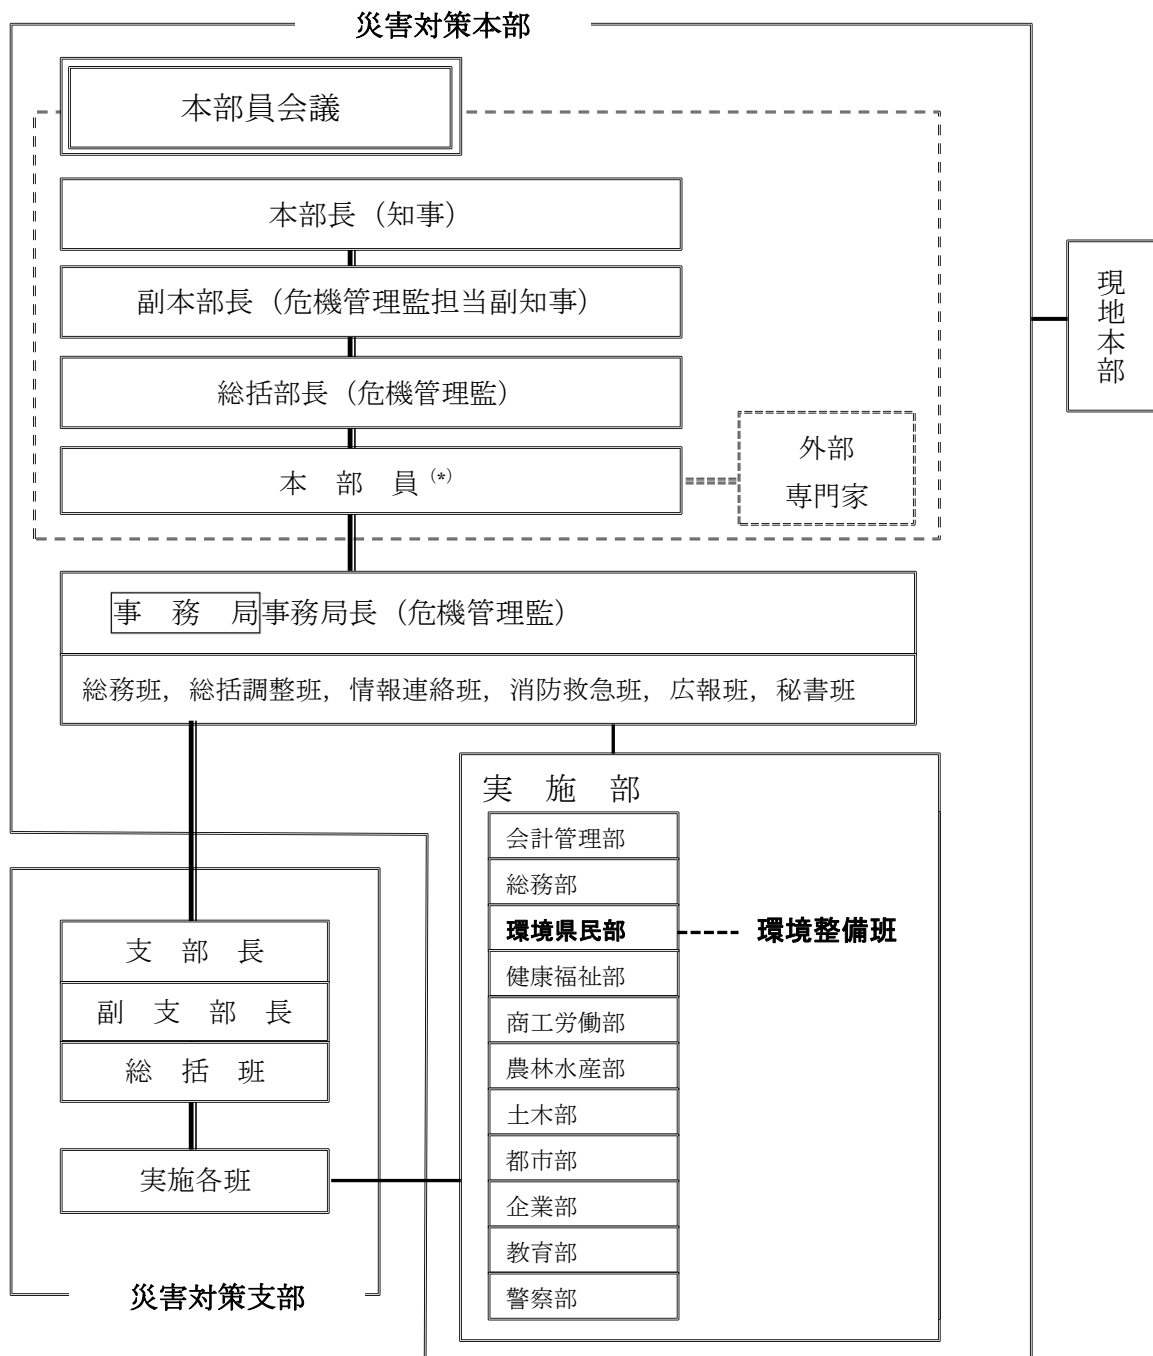 災害対策本部
本部員会議
本部長（知事）
副本部長（危機管理監担当副知事）
総括部長（危機管理監）
本　部　員(*)
外部
専門家
現地本部
事　務　局事務局長（危機管理監）
総務班，総括調整班，情報連絡班，消防救急班，広報班，秘書班
実　施　部
会計管理部
総務部
環境県民部 環境整備班
健康福祉部
商工労働部
農林水産部
土木部
都市部
企業部
教育部
警察部
支　部　長
副　支　部　長
総　括　班
実施各班
災害対策支部